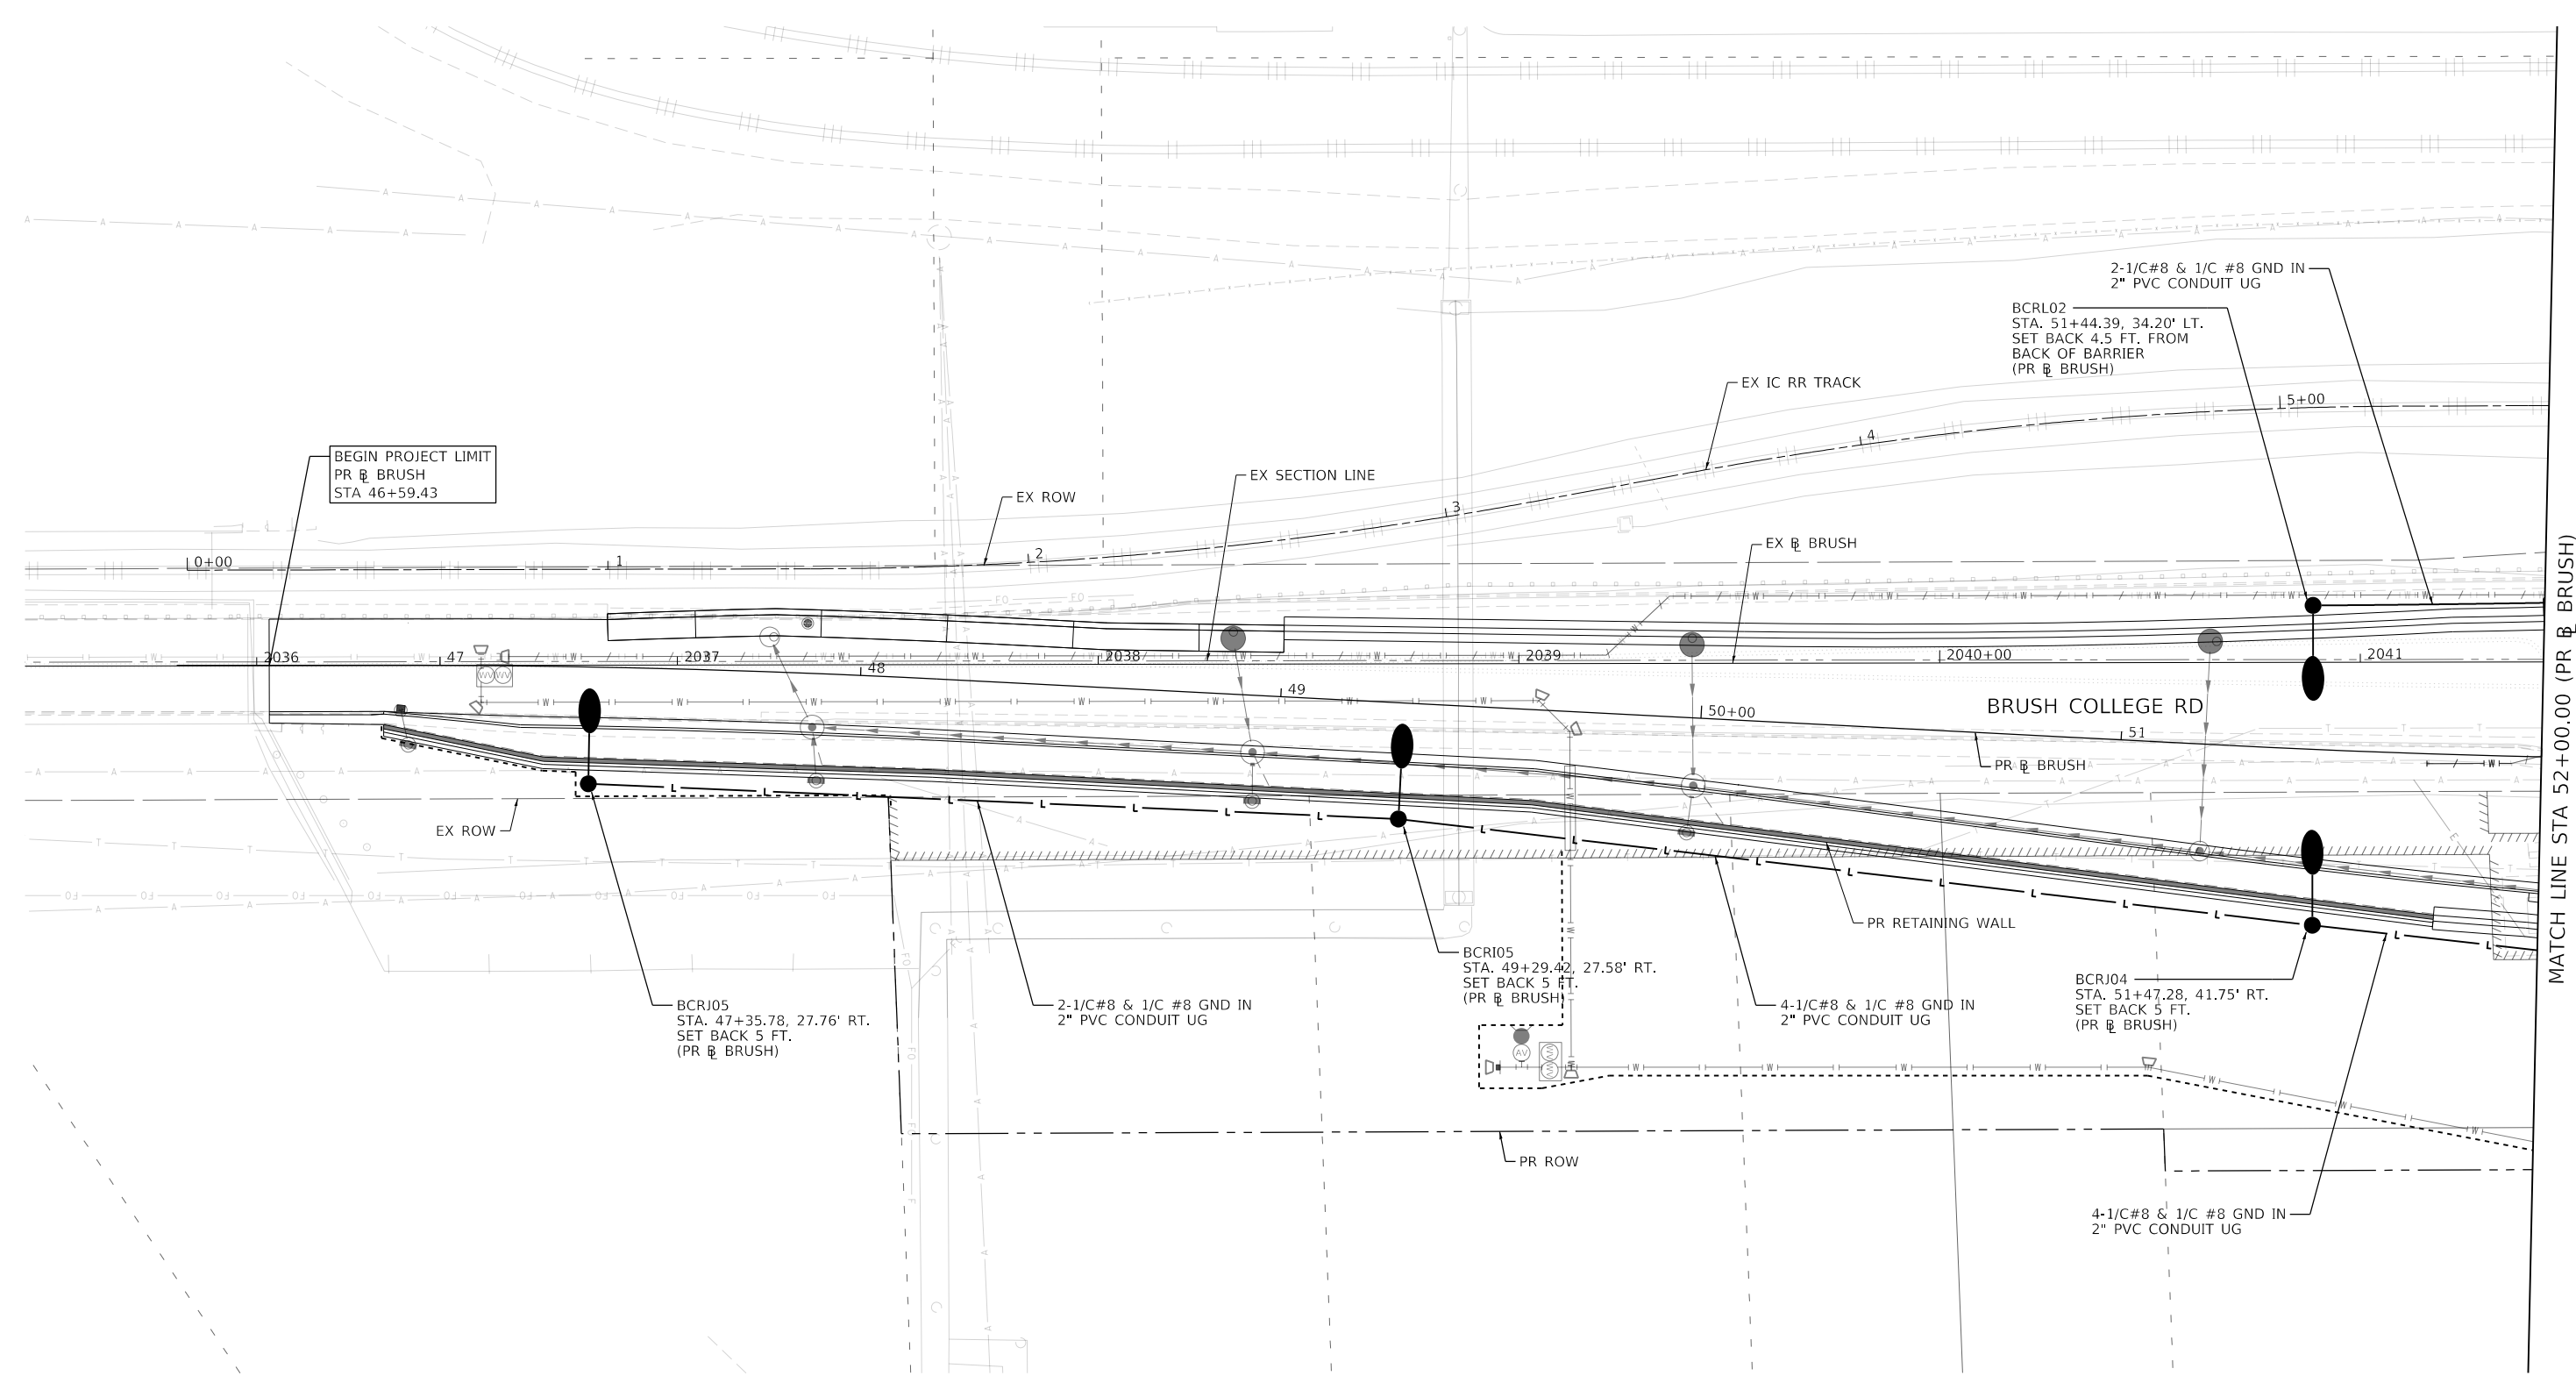 2-1/C#8 & 1/C #8 GND IN
2" PVC CONDUIT UG
BCRL02
STA. 51+44.39, 34.20' LT.
SET BACK 4.5 FT. FROM
BACK OF BARRIER
(PR ℄ BRUSH)
EX IC RR TRACK
5+00
4
BEGIN PROJECT LIMIT
PR ℄ BRUSH
STA 46+59.43
EX SECTION LINE
EX ROW
3
EX ℄ BRUSH
2
1
0+00
2036
47
2037
2038
2039
2040+00
2041
48
49
50+00
51
BRUSH COLLEGE RD
PR ℄ BRUSH
EX ROW
PR RETAINING WALL
BCRI05
STA. 49+29.42, 27.58' RT.
SET BACK 5 FT.
(PR ℄ BRUSH)
BCRJ04
STA. 51+47.28, 41.75' RT.
SET BACK 5 FT.
(PR ℄ BRUSH)
BCRJ05
STA. 47+35.78, 27.76' RT.
SET BACK 5 FT.
(PR ℄ BRUSH)
2-1/C#8 & 1/C #8 GND IN
2" PVC CONDUIT UG
4-1/C#8 & 1/C #8 GND IN
2" PVC CONDUIT UG
AV
PR ROW
4-1/C#8 & 1/C #8 GND IN
2" PVC CONDUIT UG
MATCH LINE STA 52+00.00 (PR ℄ BRUSH)